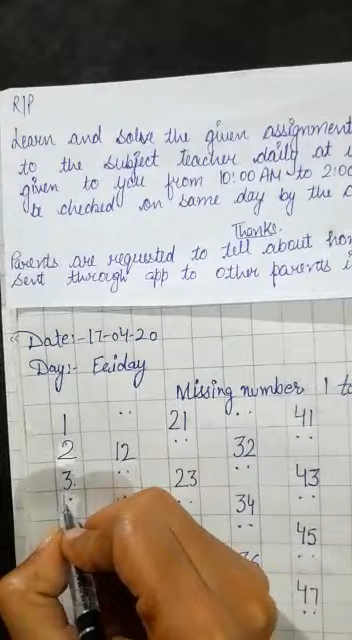 R/P
Learn and solve the given assignment
to the subject teacher daily at
given to you from 10:00 AM to 2:00
be checked on same day by the
Thanks.
Parents are requested to tell about
sent through app to other parents
Date:-17-04-20
Day:- Feiday
Missing number 1 to
1 .. 21 .. 41
2 12 .. 32 ..
3. .. 23 .. 43
.. .. 34 ..
45
36 ..
47
..